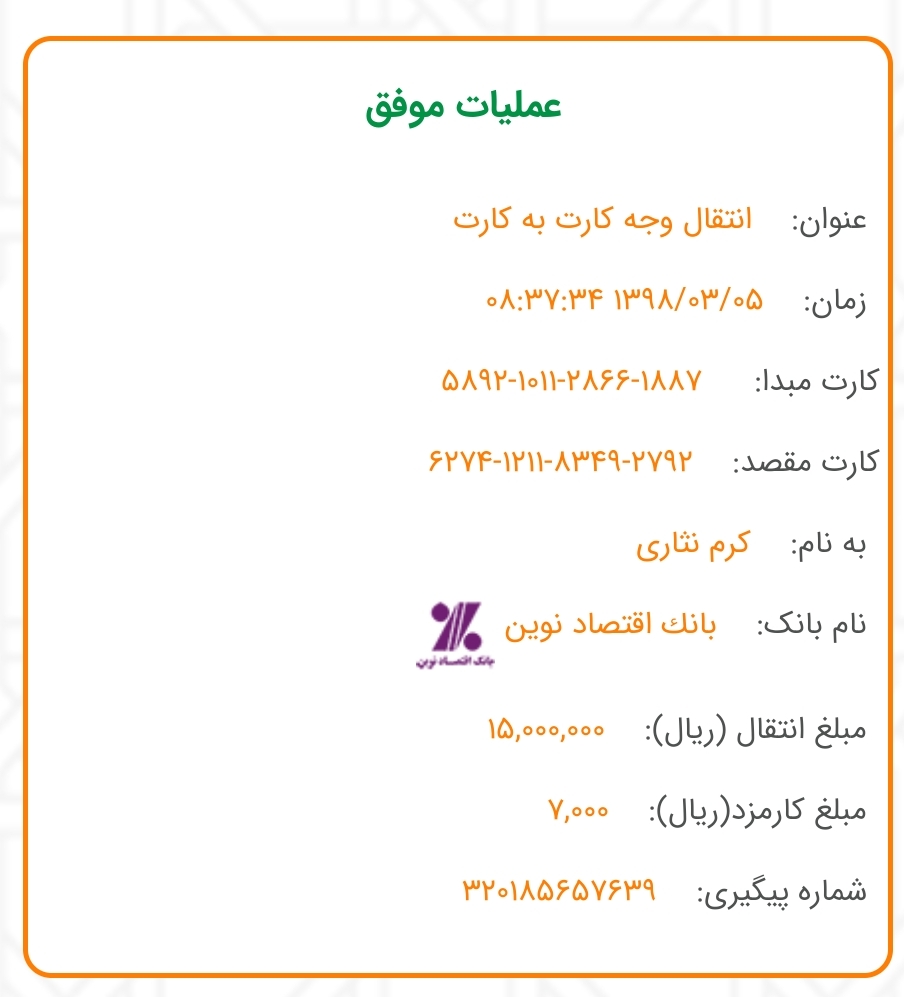 عملیات موفق
عنوان: انتقال وجه کارت به کارت
زمان: ۰۸:۳۷:۳۴ ۱۳۹۸/۰۳/۰۵
کارت مبدا: ۵۸۹۲-۱۰۱۱-۲۸۶۶-۱۸۸۷
کارت مقصد: ۶۲۷۴-۱۲۱۱-۸۳۴۹-۲۷۹۲
به نام: کرم نثاری
نام بانک: بانك اقتصاد نوین
بانک اقتصاد نوین
مبلغ انتقال (ریال): ۱۵,۰۰۰,۰۰۰
مبلغ کارمزد(ریال): ۷,۰۰۰
شماره پیگیری: ۳۲۰۱۸۵۶۵۷۶۳۹